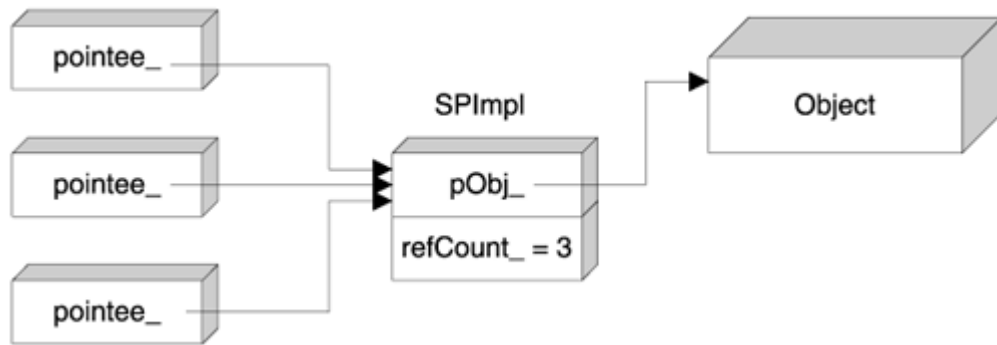 pointee_
SPImpl
Object
pointee_
pObj_
refCount_ = 3
pointee_